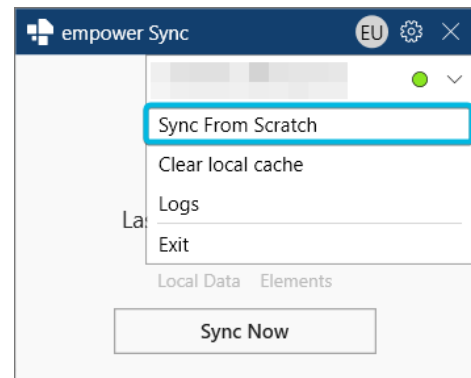 empower Sync EU
Sync From Scratch
Clear local cache
Logs
Exit
Local Data Elements
Sync Now